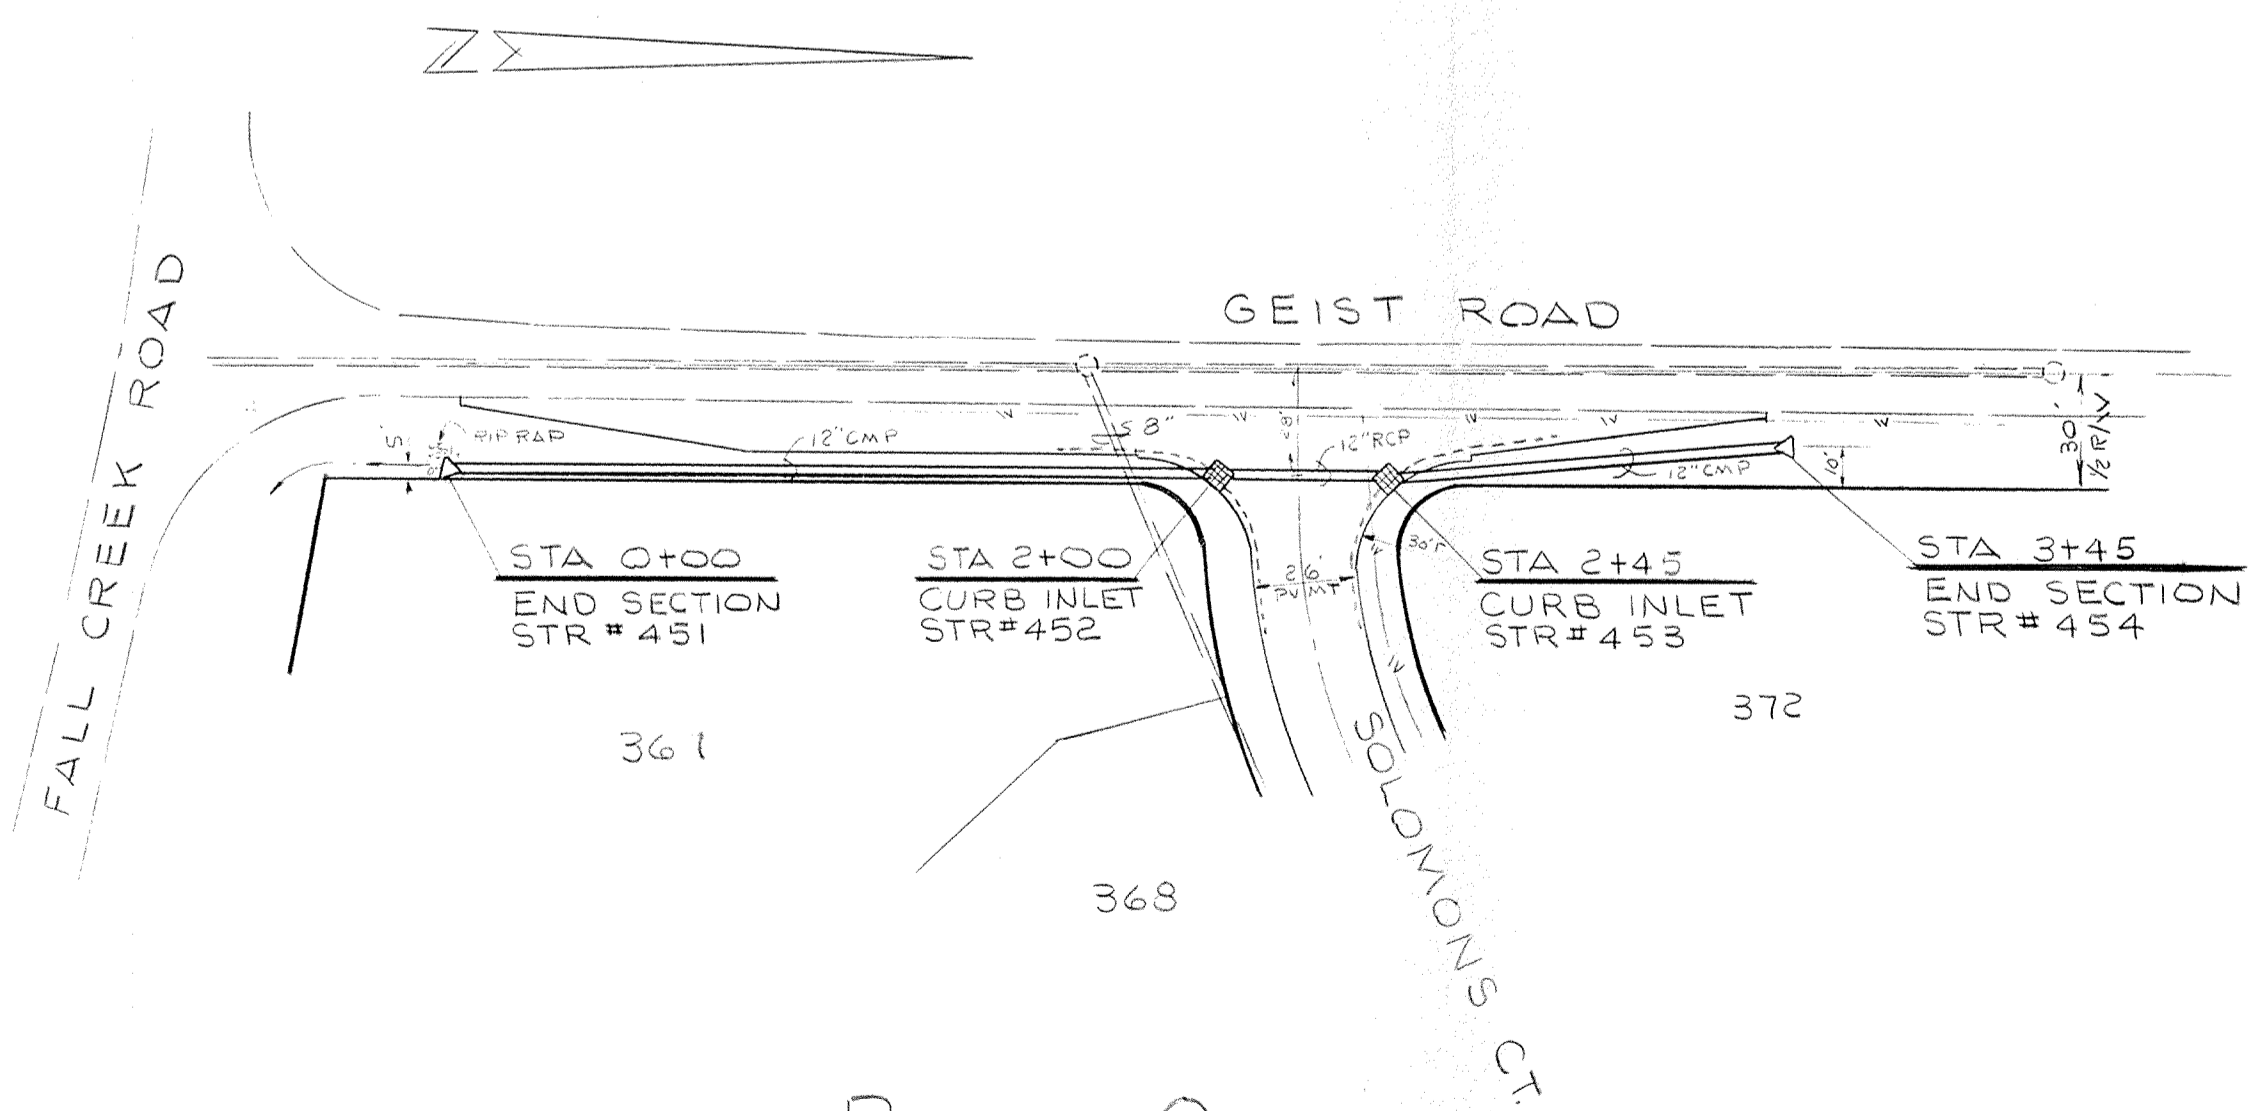 N
GEIST ROAD
FALL CREEK ROAD
30'
1/2 R/W
W W W W W
5'
RIP RAP
12" CMP
S 8"
28'
12" RCP
12" CMP
10'
STA 0+00
END SECTION
STR # 451
STA 2+00
CURB INLET
STR # 452
26'
PVMT
W
30'r
W
STA 2+45
CURB INLET
STR # 453
STA 3+45
END SECTION
STR # 454
361
372
368
SOLOMONS CT.